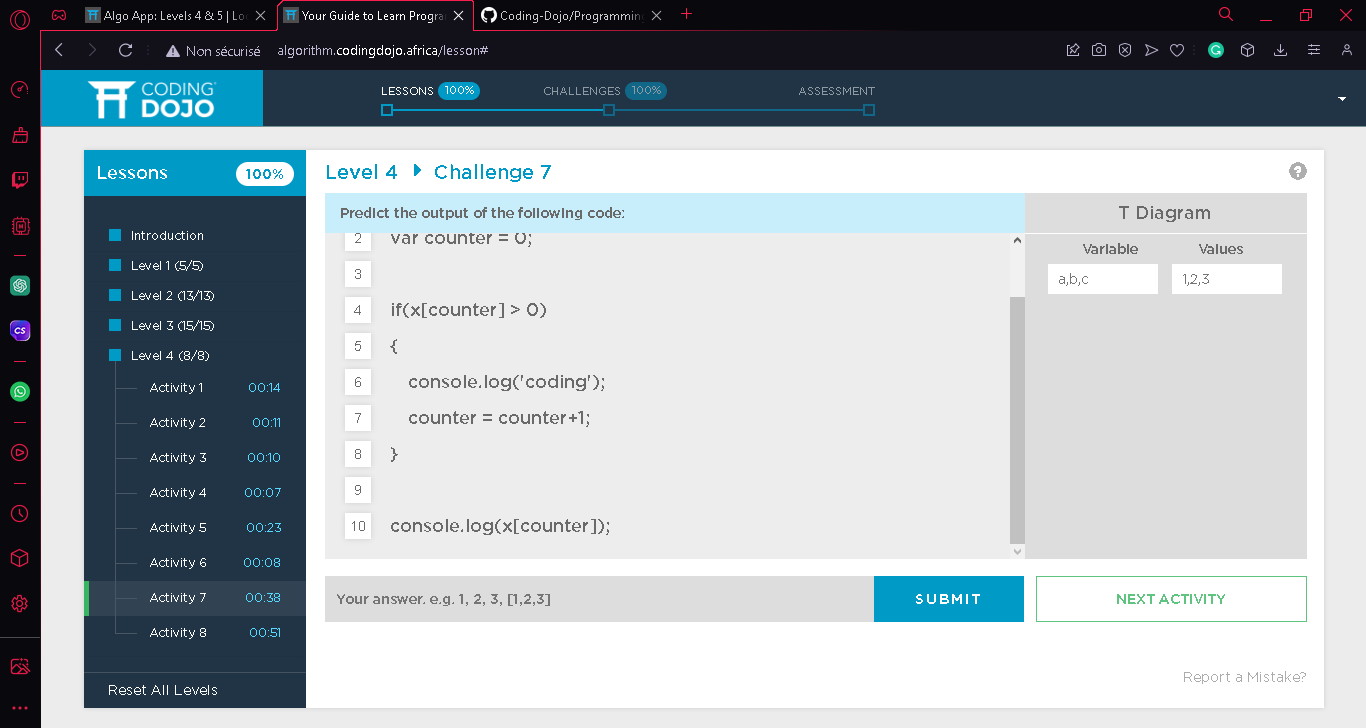 Algo App: Levels 4 & 5 | Lo
Your Guide to Learn Progra
Coding-Dojo/Programmin
Non sécurisé
algorithm.codingdojo.africa/lesson#
CODING
DOJO
LESSONS 100%
CHALLENGES 100%
ASSESSMENT
Lessons 100%
Introduction
Level 1 (5/5)
Level 2 (13/13)
Level 3 (15/15)
Level 4 (8/8)
Activity 1 00:14
Activity 2 00:11
Activity 3 00:10
Activity 4 00:07
Activity 5 00:23
Activity 6 00:08
Activity 7 00:38
Activity 8 00:51
Reset All Levels
Level 4 Challenge 7
?
Predict the output of the following code:
2 var counter = 0;
3
4 if(x[counter] > 0)
5 {
6 console.log('coding');
7 counter = counter+1;
8 }
9
10 console.log(x[counter]);
T Diagram
Variable Values
a,b,c 1,2,3
Your answer. e.g. 1, 2, 3, [1,2,3]
SUBMIT
NEXT ACTIVITY
Report a Mistake?